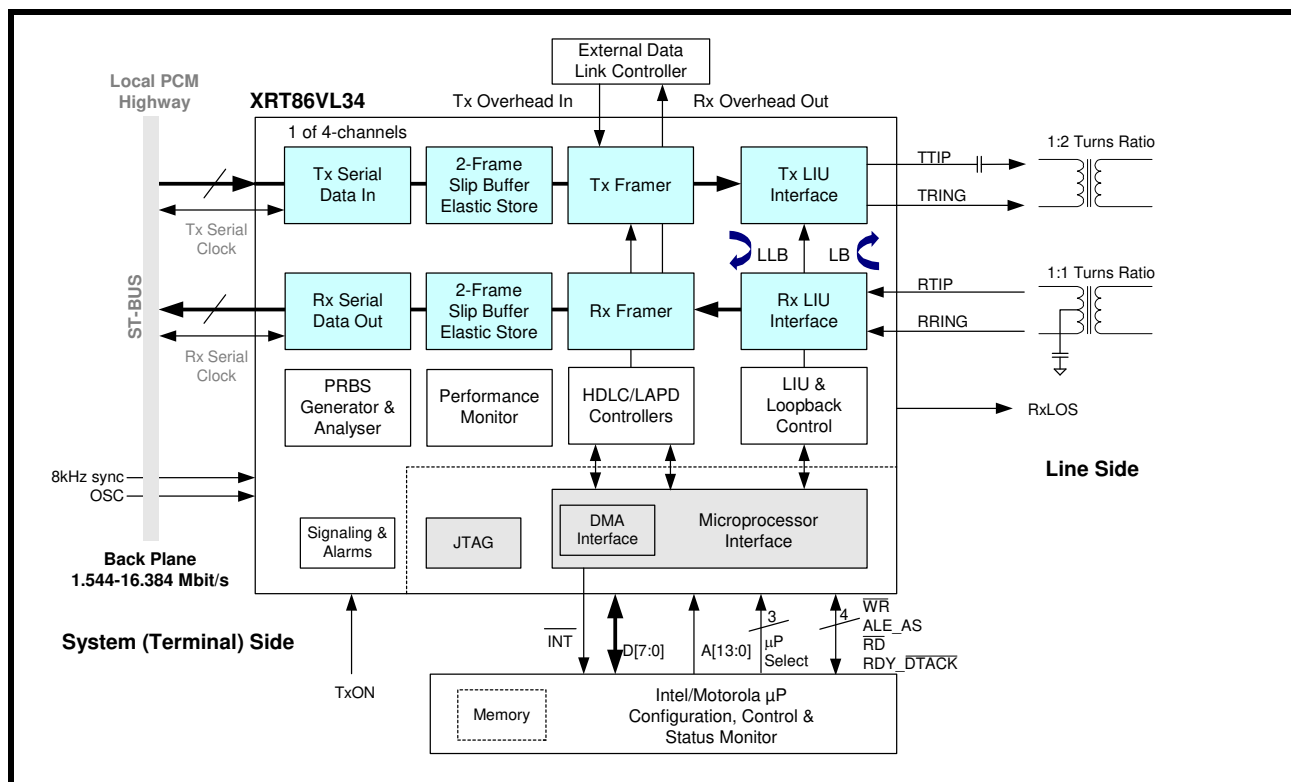 External Data
Link Controller
Local PCM
Highway
XRT86VL34
Tx Overhead In
Rx Overhead Out
1 of 4-channels
Tx Serial
Data In
2-Frame
Slip Buffer
Elastic Store
Tx Framer
Tx LIU
Interface
TTIP
TRING
1:2 Turns Ratio
Tx Serial
Clock
LLB
LB
ST-BUS
Rx Serial
Data Out
2-Frame
Slip Buffer
Elastic Store
Rx Framer
Rx LIU
Interface
RTIP
RRING
1:1 Turns Ratio
Rx Serial
Clock
PRBS
Generator &
Analyser
Performance
Monitor
HDLC/LAPD
Controllers
LIU &
Loopback
Control
RxLOS
8kHz sync
OSC
Line Side
Signaling &
Alarms
JTAG
DMA
Interface
Microprocessor
Interface
Back Plane
1.544-16.384 Mbit/s
System (Terminal) Side
TxON
INT
D[7:0]
A[13:0]
3
µP
Select
4
WR
ALE_AS
RD
RDY_DTACK
Memory
Intel/Motorola µP
Configuration, Control &
Status Monitor